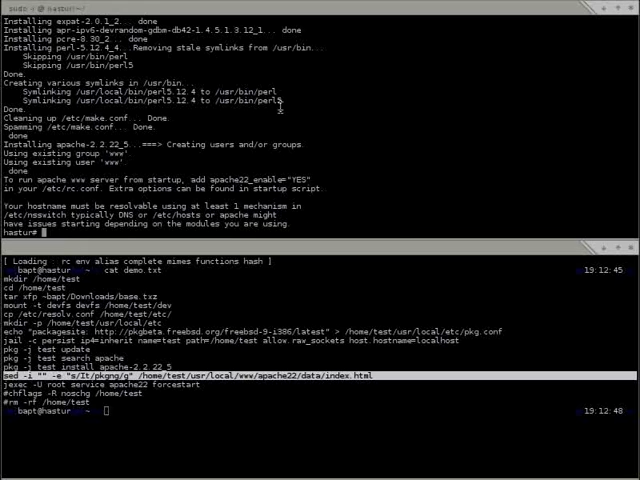 sudo @ hastur:~
Installing expat-2.0.1_2... done
Installing apr-ipv6-devrandom-gdbm-db42-1.4.5.1.3.12_1... done
Installing pcre-8.30_2... done
Installing perl-5.12.4_4...Removing stale symlinks from /usr/bin...
Skipping /usr/bin/perl
Skipping /usr/bin/perl5
Done.
Creating various symlinks in /usr/bin...
Symlinking /usr/local/bin/perl5.12.4 to /usr/bin/perl
Symlinking /usr/local/bin/perl5.12.4 to /usr/bin/perl5
Done.
Cleaning up /etc/make.conf... Done.
Spamming /etc/make.conf... Done.
done
Installing apache-2.2.22_5...===> Creating users and/or groups.
Using existing group 'www'.
Using existing user 'www'.
done
To run apache www server from startup, add apache22_enable="YES"
in your /etc/rc.conf. Extra options can be found in startup script.
Your hostname must be resolvable using at least 1 mechanism in
/etc/nsswitch typically DNS or /etc/hosts or apache might
have issues starting depending on the modules you are using.
hastur#
[ Loading : rc env alias complete mimes functions hash ]
bapt@hastur ~ cat demo.txt 19:12:45
mkdir /home/test
cd /home/test
tar xfp ~bapt/Downloads/base.txz
mount -t devfs devfs /home/test/dev
cp /etc/resolv.conf /home/test/etc/
mkdir -p /home/test/usr/local/etc
echo "packagesite: http://pkgbeta.freebsd.org/freebsd-9-i386/latest" > /home/test/usr/local/etc/pkg.conf
jail -c persist ip4=inherit name=test path=/home/test allow.raw_sockets host.hostname=localhost
pkg -j test update
pkg -j test search apache
pkg -j test install apache-2.2.22_5
sed -i "" -e "s/It/pkgng/g" /home/test/usr/local/www/apache22/data/index.html
jexec -U root service apache22 forcestart
#chflags -R noschg /home/test
#rm -rf /home/test
bapt@hastur ~ 19:12:48